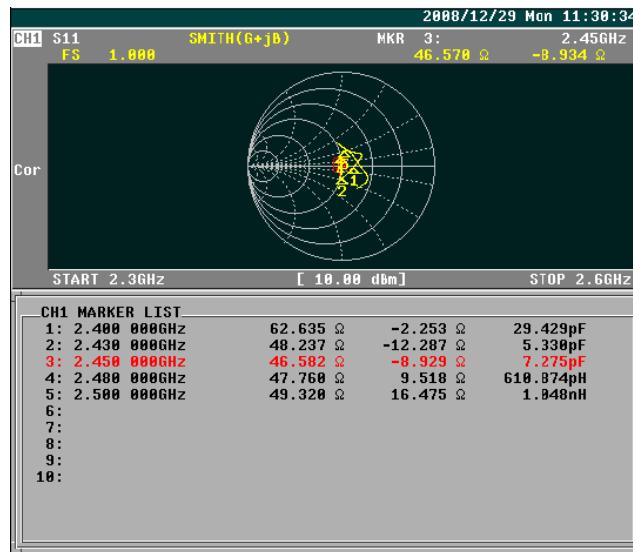 2008/12/29 Mon 11:30:34
CH1 S11 SMITH(G+jB) MKR 3: 2.45GHz
FS 1.000 46.570 Ω -8.934 Ω
1
2
Cor
START 2.3GHz [ 10.00 dBm] STOP 2.6GHz
CH1 MARKER LIST
1: 2.400 000GHz 62.635 Ω -2.253 Ω 29.429pF
2: 2.430 000GHz 48.237 Ω -12.287 Ω 5.330pF
3: 2.450 000GHz 46.582 Ω -8.929 Ω 7.275pF
4: 2.480 000GHz 47.760 Ω 9.518 Ω 610.874pH
5: 2.500 000GHz 49.320 Ω 16.475 Ω 1.048nH
6:
7:
8:
9:
10: